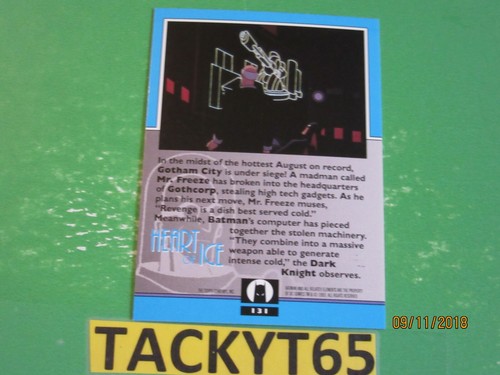 In the midst of the hottest August on record,
Gotham City is under siege! A madman called
Mr. Freeze has broken into the headquarters
of Gothcorp, stealing high tech gadgets. As he
plans his next move, Mr. Freeze muses,
"Revenge is a dish best served cold."
Meanwhile, Batman's computer has pieced
together the stolen machinery.
"They combine into a massive
weapon able to generate
intense cold," the Dark
Knight observes.
HEART
ICE
131
09/11/2018
TACKYT65